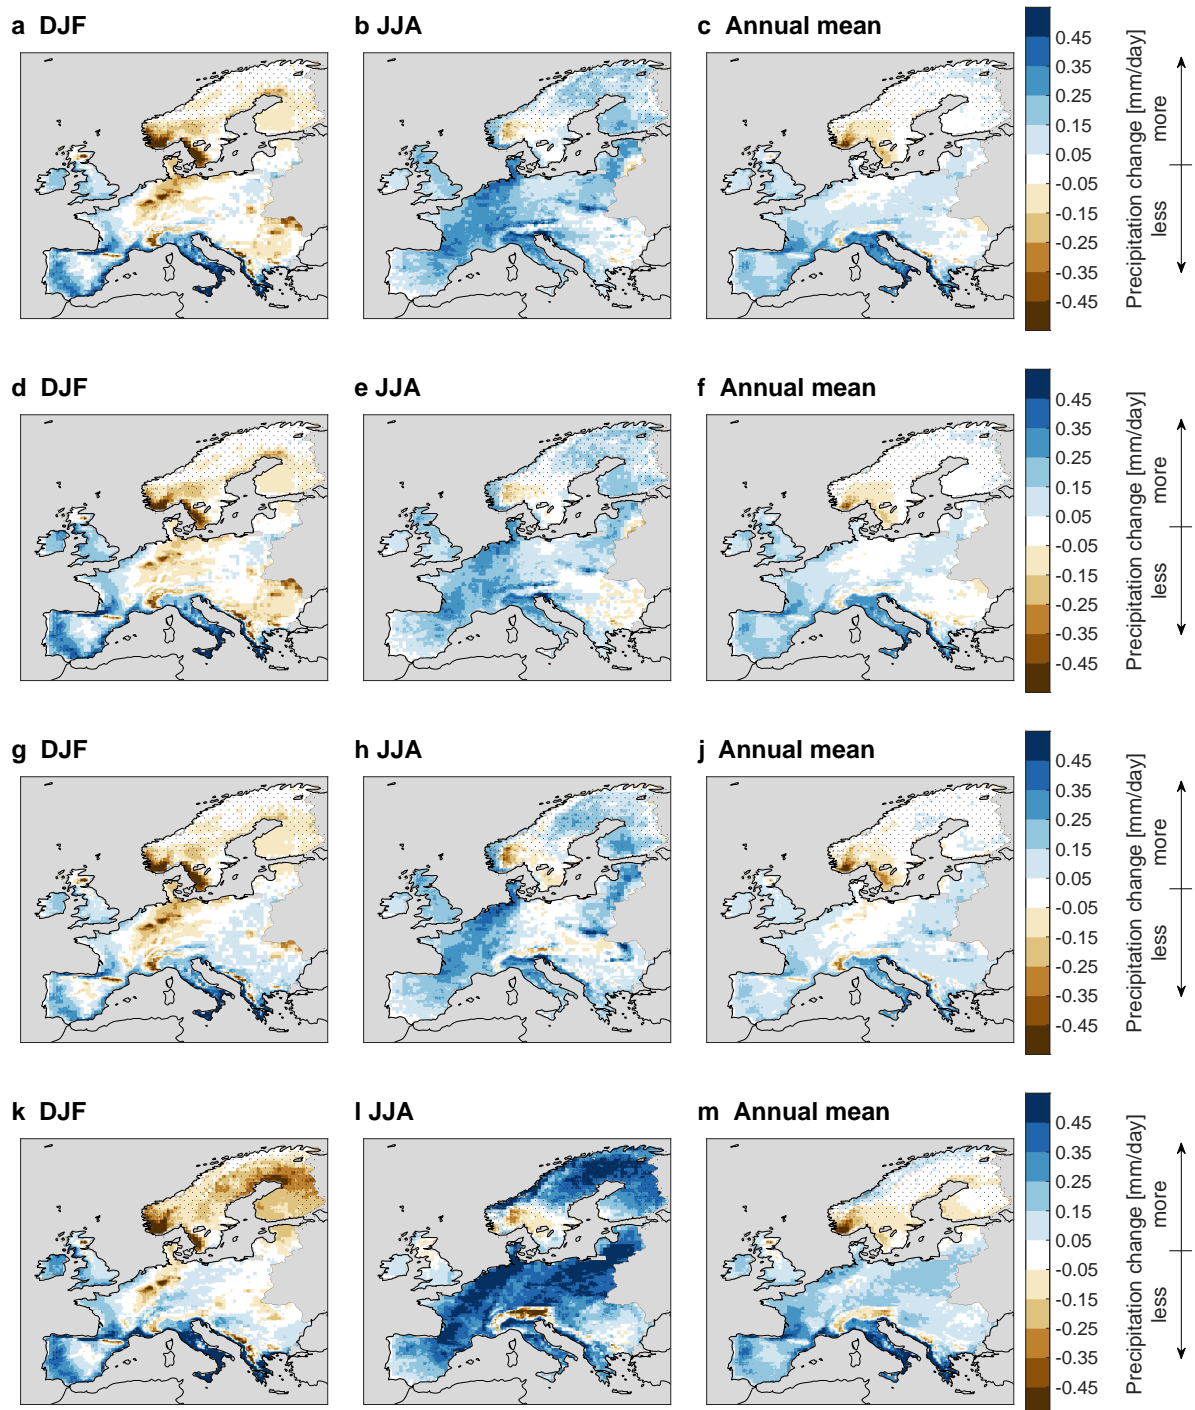 a DJF
b JJA
c Annual mean
0.45
0.35
0.25
0.15
0.05
-0.05
-0.15
-0.25
-0.35
-0.45
Precipitation change [mm/day]
less more
d DJF
e JJA
f Annual mean
0.45
0.35
0.25
0.15
0.05
-0.05
-0.15
-0.25
-0.35
-0.45
Precipitation change [mm/day]
less more
g DJF
h JJA
j Annual mean
0.45
0.35
0.25
0.15
0.05
-0.05
-0.15
-0.25
-0.35
-0.45
Precipitation change [mm/day]
less more
k DJF
l JJA
m Annual mean
0.45
0.35
0.25
0.15
0.05
-0.05
-0.15
-0.25
-0.35
-0.45
Precipitation change [mm/day]
less more